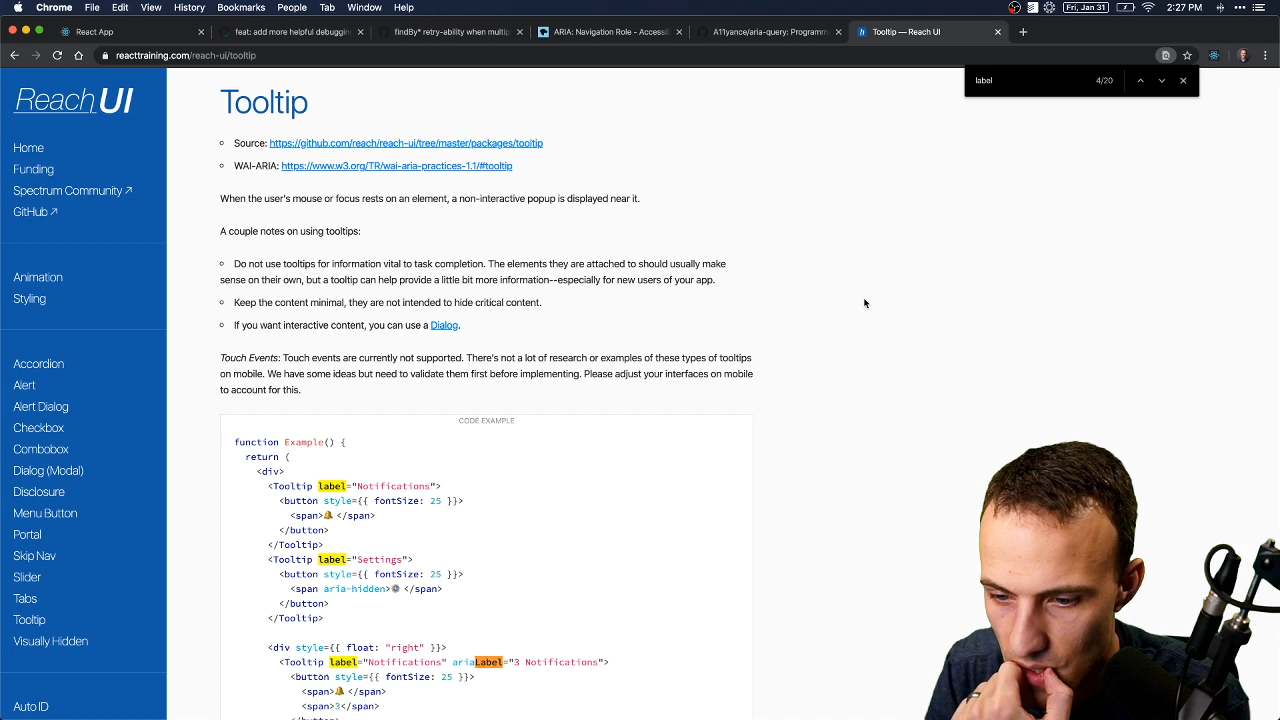 Chrome File Edit View History Bookmarks People Tab Window Help Fri Jan 31 2:27 PM
React App feat: add more helpful debugging findBy* retry-ability when multip ARIA: Navigation Role - Accessib A11yance/aria-query: Programm Tooltip — Reach UI
reacttraining.com/reach-ui/tooltip
label 4/20
Reach UI
Home
Funding
Spectrum Community ↗
GitHub ↗
Animation
Styling
Accordion
Alert
Alert Dialog
Checkbox
Combobox
Dialog (Modal)
Disclosure
Menu Button
Portal
Skip Nav
Slider
Tabs
Tooltip
Visually Hidden
Auto ID
Tooltip
Source: https://github.com/reach/reach-ui/tree/master/packages/tooltip
WAI-ARIA: https://www.w3.org/TR/wai-aria-practices-1.1/#tooltip
When the user's mouse or focus rests on an element, a non-interactive popup is displayed near it.
A couple notes on using tooltips:
Do not use tooltips for information vital to task completion. The elements they are attached to should usually make
sense on their own, but a tooltip can help provide a little bit more information--especially for new users of your app.
Keep the content minimal, they are not intended to hide critical content.
If you want interactive content, you can use a Dialog.
Touch Events: Touch events are currently not supported. There's not a lot of research or examples of these types of tooltips
on mobile. We have some ideas but need to validate them first before implementing. Please adjust your interfaces on mobile
to account for this.
CODE EXAMPLE
function Example() {
return (
<div>
<Tooltip label="Notifications">
<button style={{ fontSize: 25 }}>
<span>🔔</span>
</button>
</Tooltip>
<Tooltip label="Settings">
<button style={{ fontSize: 25 }}>
<span aria-hidden>⚙️</span>
</button>
</Tooltip>
<div style={{ float: "right" }}>
<Tooltip label="Notifications" ariaLabel="3 Notifications">
<button style={{ fontSize: 25 }}>
<span>🔔</span>
<span>3</span>